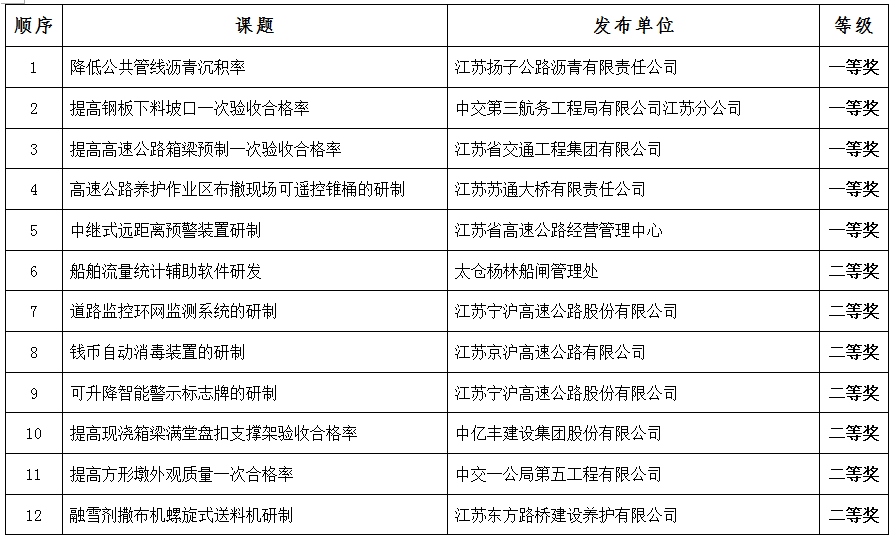 顺序 课题 发布单位 等级
1 降低公共管线沥青沉积率 江苏扬子公路沥青有限责任公司 一等奖
2 提高钢板下料坡口一次验收合格率 中交第三航务工程局有限公司江苏分公司 一等奖
3 提高高速公路箱梁预制一次验收合格率 江苏省交通工程集团有限公司 一等奖
4 高速公路养护作业区布撤现场可遥控锥桶的研制 江苏苏通大桥有限责任公司 一等奖
5 中继式远距离预警装置研制 江苏省高速公路经营管理中心 一等奖
6 船舶流量统计辅助软件研发 太仓杨林船闸管理处 二等奖
7 道路监控环网监测系统的研制 江苏宁沪高速公路股份有限公司 二等奖
8 钱币自动消毒装置的研制 江苏京沪高速公路有限公司 二等奖
9 可升降智能警示标志牌的研制 江苏宁沪高速公路股份有限公司 二等奖
10 提高现浇箱梁满堂盘扣支撑架验收合格率 中亿丰建设集团股份有限公司 二等奖
11 提高方形墩外观质量一次合格率 中交一公局第五工程有限公司 二等奖
12 融雪剂撒布机螺旋式送料机研制 江苏东方路桥建设养护有限公司 二等奖